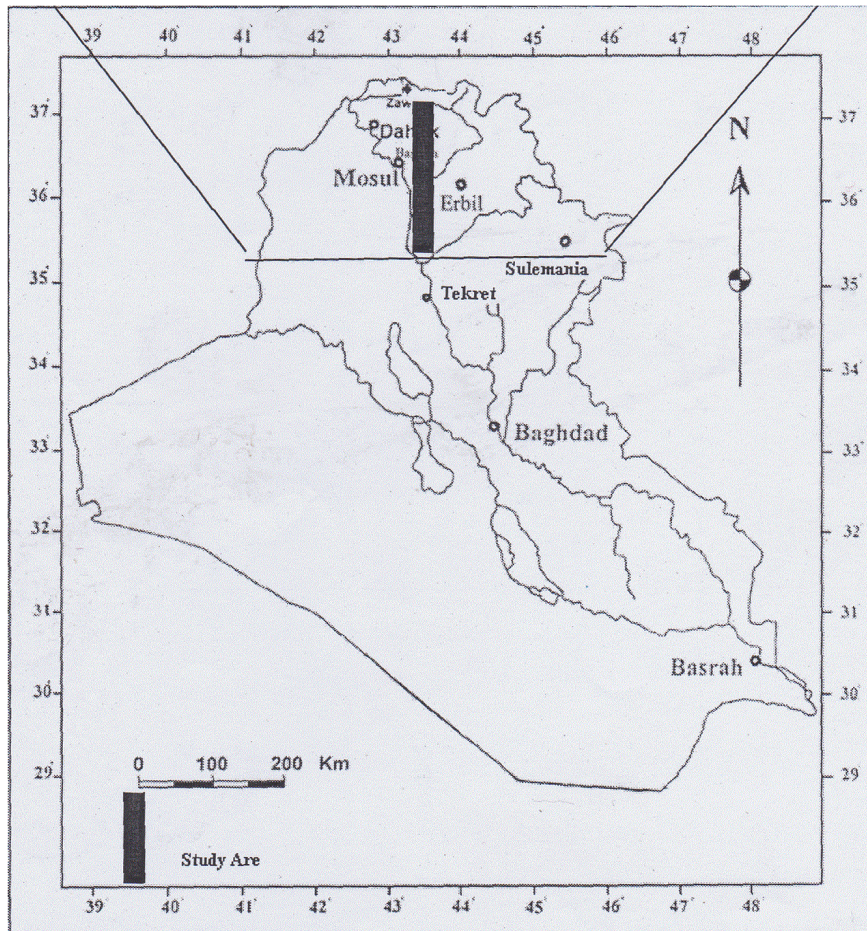 39° 40° 41° 42° 43° 44° 45° 46° 47° 48°
37° 37°
N
Dah k
Mosul
36° 36°
Erbil
35° 35°
Sulemania
Tekret
34° 34°
33° Baghdad 33°
32° 32°
31° 31°
Basrah
30° 30°
0 100 200 Km
29° 29°
Study Are
39° 40° 41° 42° 43° 44° 45° 46° 47° 48°